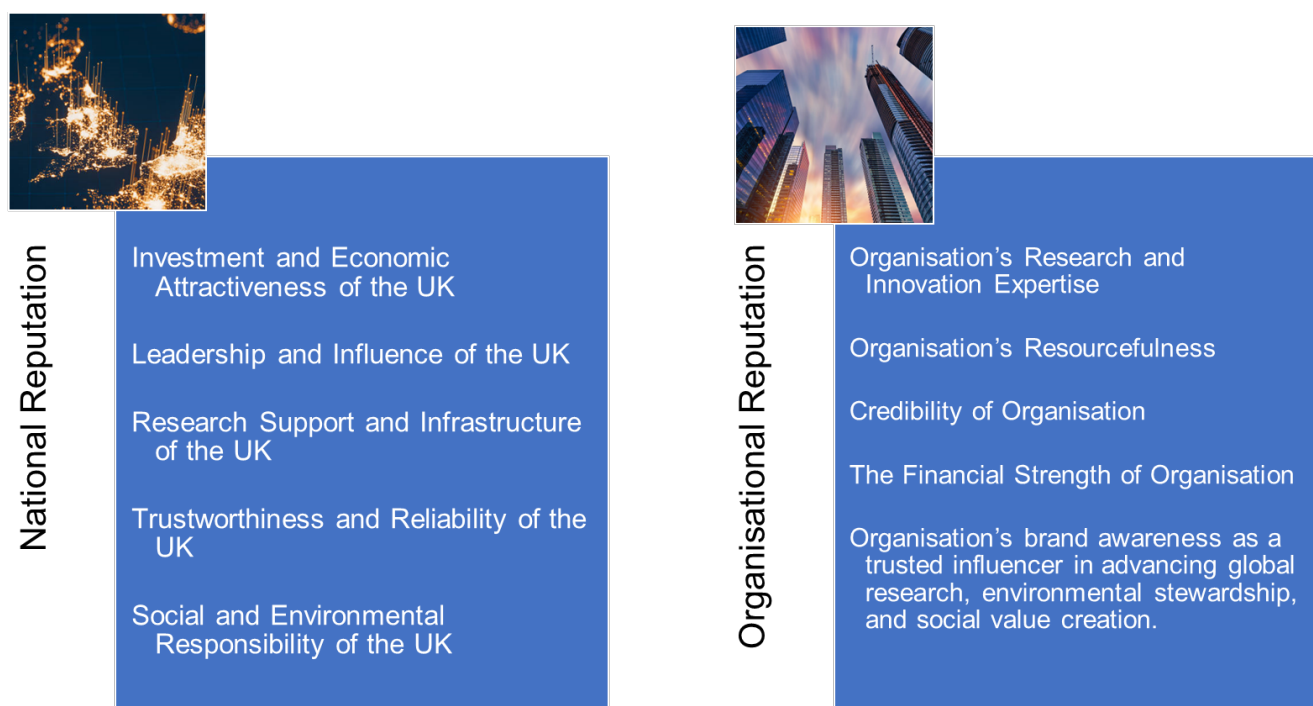 National Reputation
Investment and Economic
Attractiveness of the UK
Leadership and Influence of the UK
Research Support and Infrastructure
of the UK
Trustworthiness and Reliability of the
UK
Social and Environmental
Responsibility of the UK
Organisational Reputation
Organisation’s Research and
Innovation Expertise
Organisation’s Resourcefulness
Credibility of Organisation
The Financial Strength of Organisation
Organisation’s brand awareness as a
trusted influencer in advancing global
research, environmental stewardship,
and social value creation.